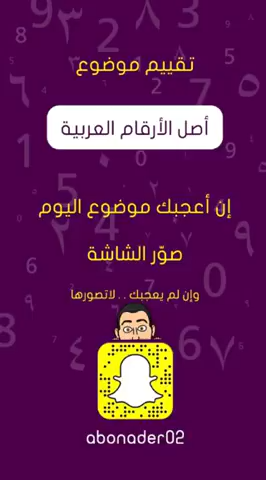 تقييم موضوع
أصل الأرقام العربية
إن أعجبك موضوع اليوم
صوّر الشاشة
وإن لم يعجبك . . لاتصورها
abonader02